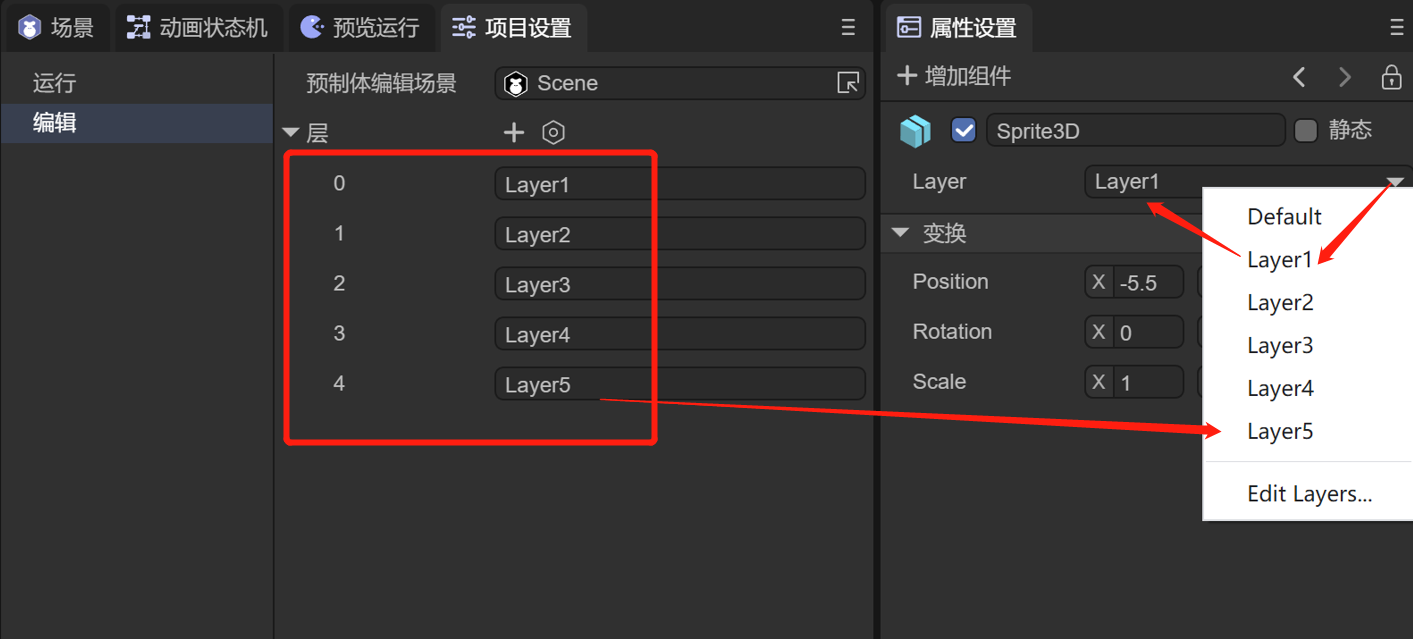 场景 动画状态机 预览运行 项目设置
运行
编辑
预制体编辑场景 Scene
层
0 Layer1
1 Layer2
2 Layer3
3 Layer4
4 Layer5
属性设置
增加组件
Sprite3D 静态
Layer Layer1
变换
Position X -5.5
Rotation X 0
Scale X 1
Default
Layer1
Layer2
Layer3
Layer4
Layer5
Edit Layers...